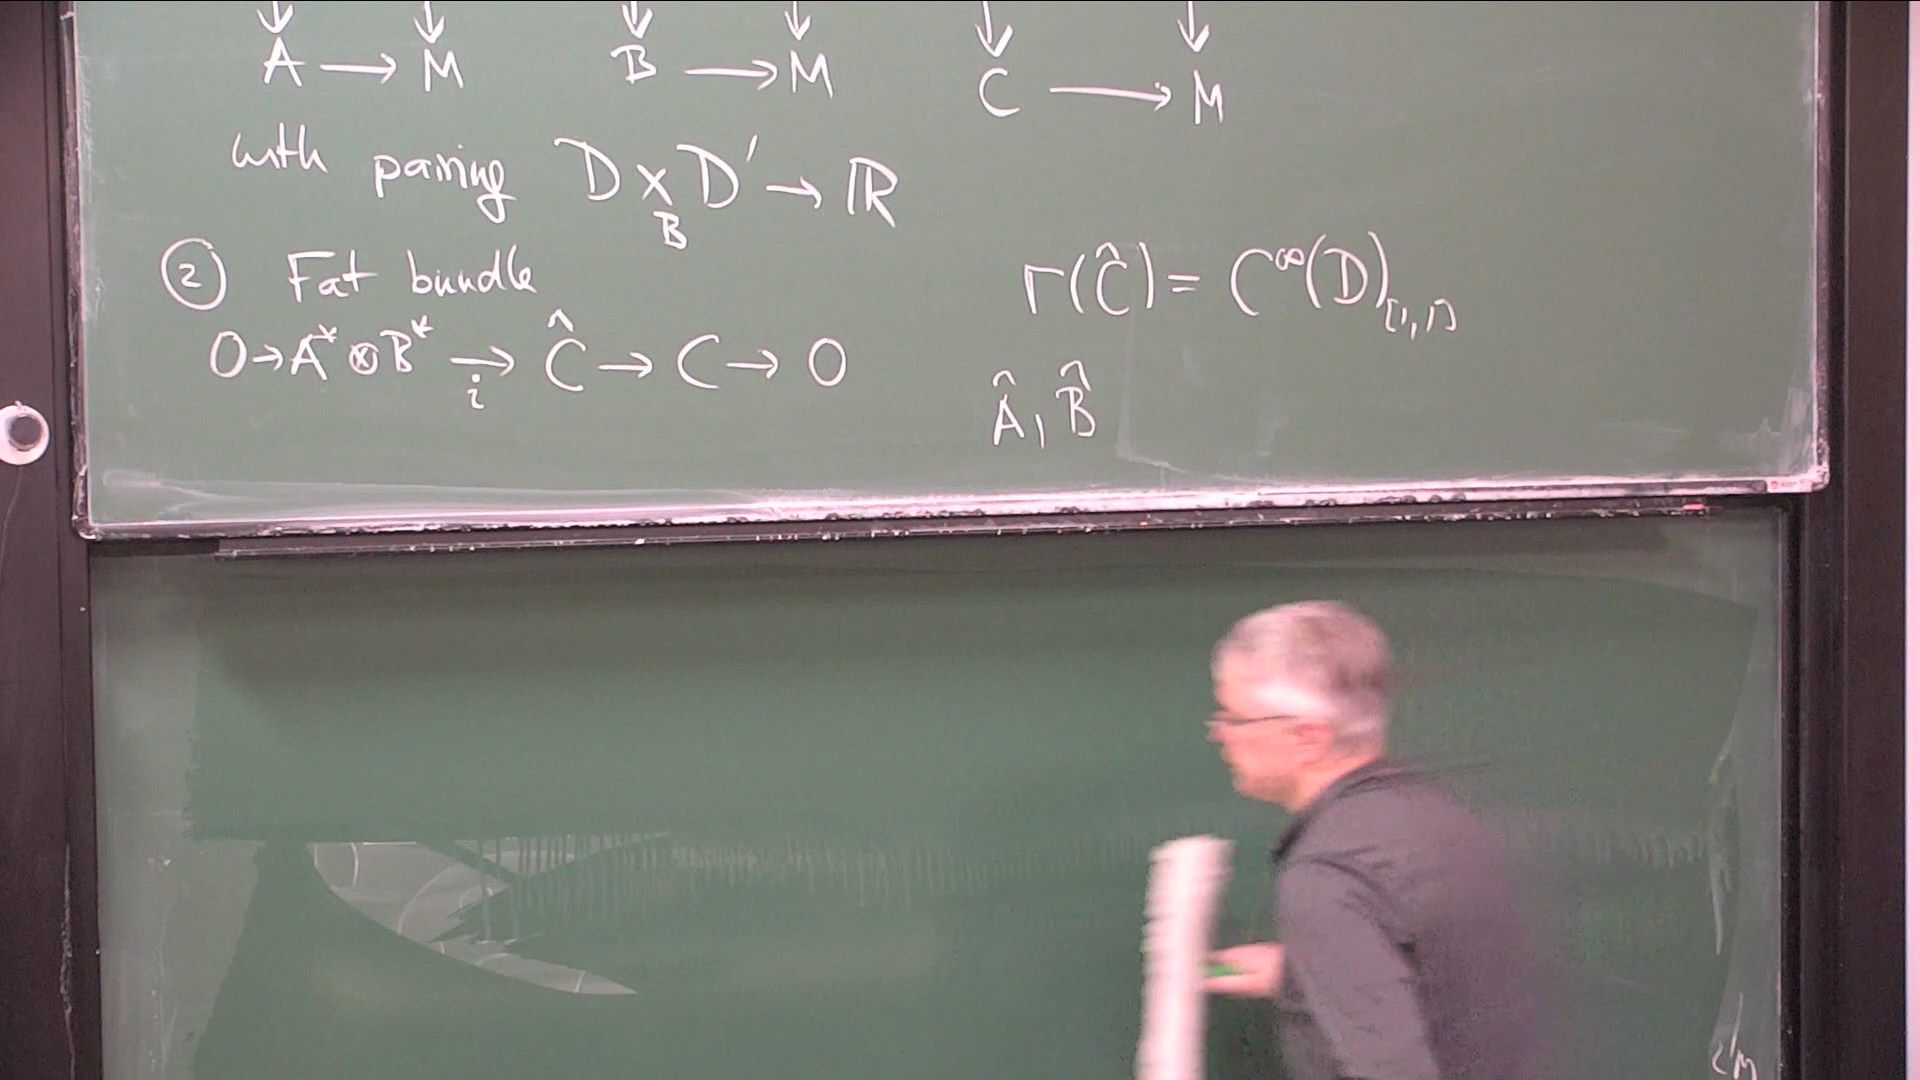 ↓ ↓ ↓ ↓ ↓ ↓
A → M B → M C → M
with pairing D ×_B D′ → ℝ
② Fat bundle
Γ(Ĉ) = C^∞(D)_[1,1]
0 → A* ⊗ B* →_i Ĉ → C → 0
Â, B̂